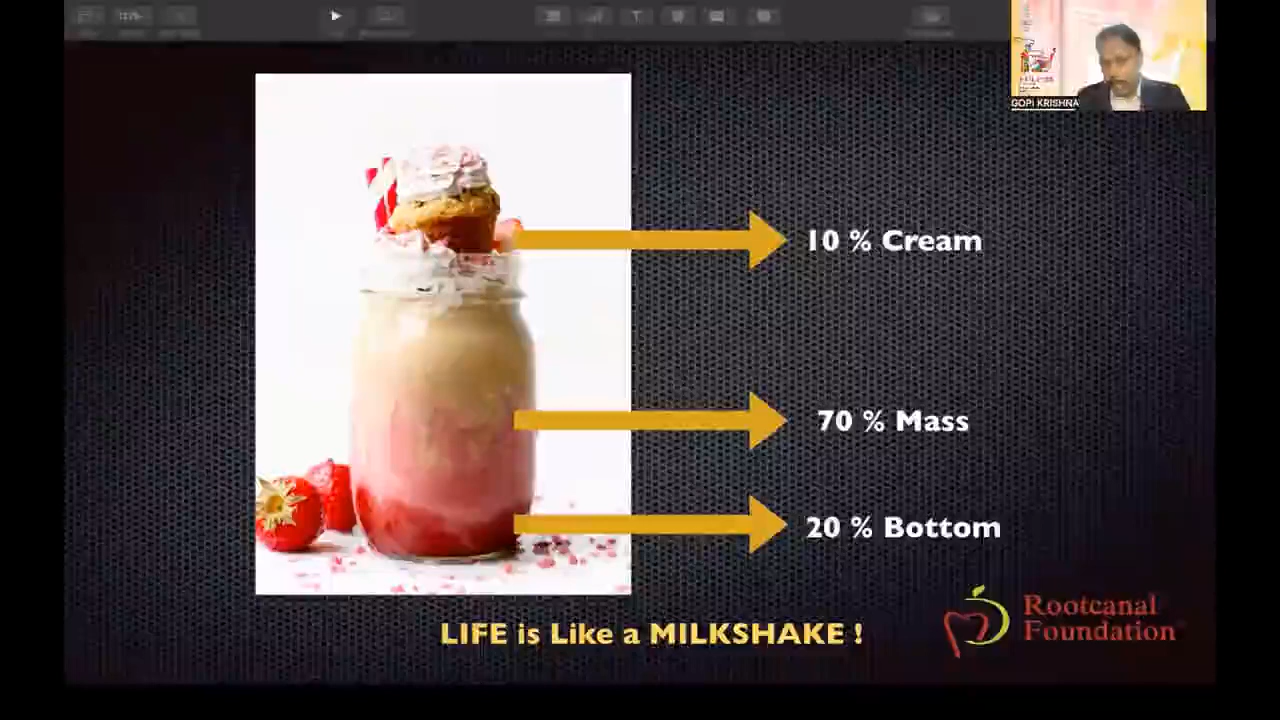 GOPI KRISHNA
10 % Cream
70 % Mass
20 % Bottom
LIFE is Like a MILKSHAKE !
Rootcanal
Foundation